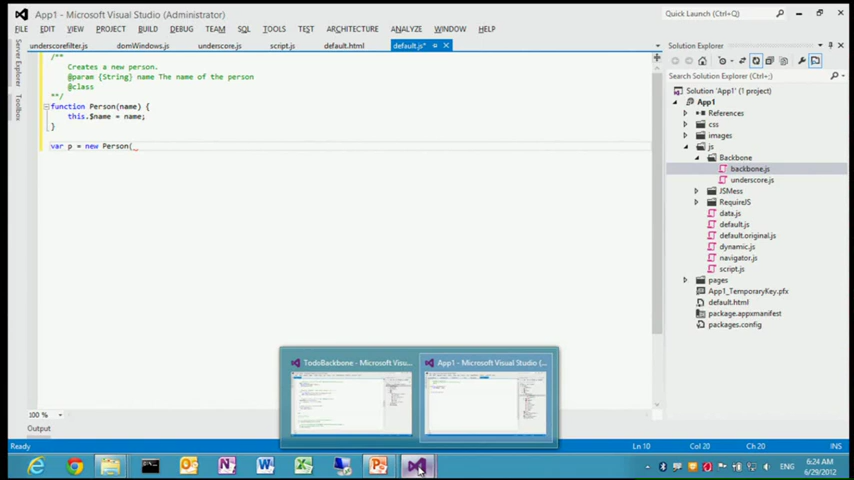 App1 - Microsoft Visual Studio (Administrator)
Quick Launch (Ctrl+Q)
FILE EDIT VIEW PROJECT BUILD DEBUG TEAM SQL TOOLS TEST ARCHITECTURE ANALYZE WINDOW HELP
Server Explorer
Toolbox
underscorefilter.js domWindows.js underscore.js script.js default.html default.js*
/**
Creates a new person.
@param {String} name The name of the person
@class
**/
function Person(name) {
this.$name = name;
}
var p = new Person(
Solution Explorer
Search Solution Explorer (Ctrl+;)
Solution 'App1' (1 project)
App1
References
css
images
js
Backbone
backbone.js
underscore.js
JSMess
RequireJS
data.js
default.js
default.original.js
dynamic.js
navigator.js
script.js
pages
App1_TemporaryKey.pfx
default.html
package.appxmanifest
packages.config
TodoBackbone - Microsoft Visu...
App1 - Microsoft Visual Studio (...
100 %
Output
Ready
Ln 10
Col 20
Ch 20
INS
ENG
6:24 AM
6/29/2012